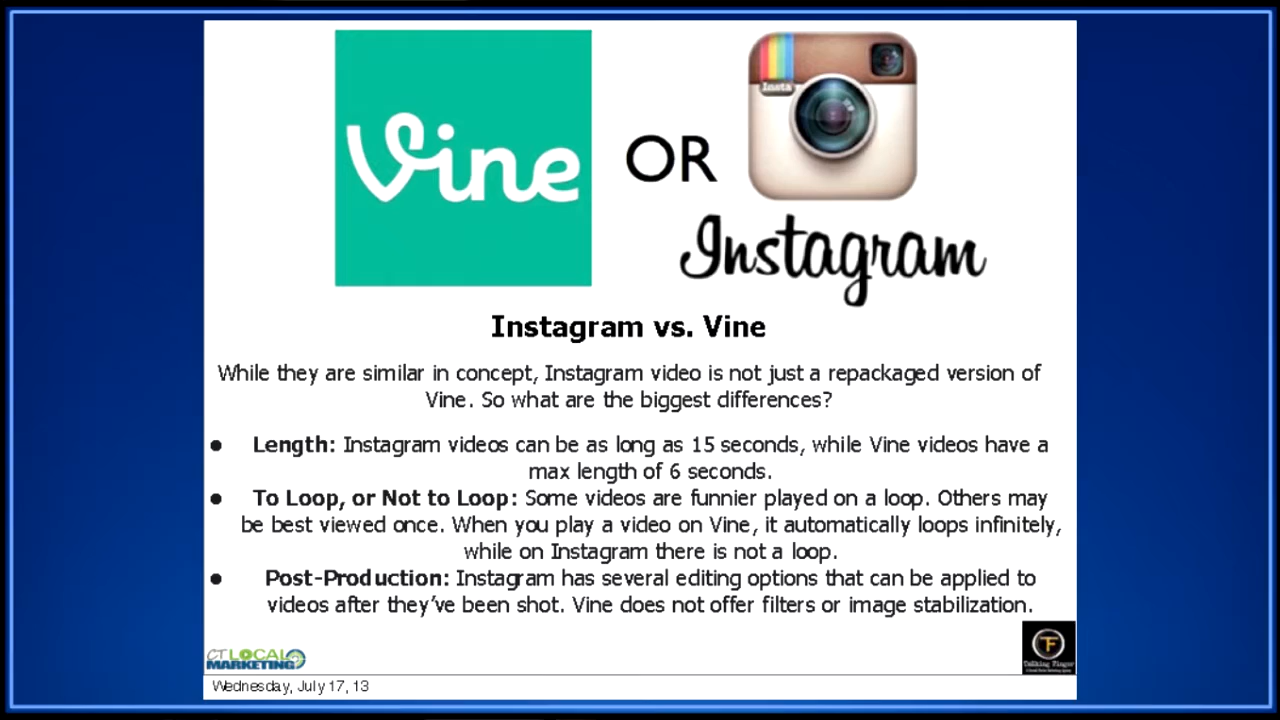 Vine
OR
Insta
Instagram
Instagram vs. Vine
While they are similar in concept, Instagram video is not just a repackaged version of
Vine. So what are the biggest differences?
● Length: Instagram videos can be as long as 15 seconds, while Vine videos have a
max length of 6 seconds.
● To Loop, or Not to Loop: Some videos are funnier played on a loop. Others may
be best viewed once. When you play a video on Vine, it automatically loops infinitely,
while on Instagram there is not a loop.
● Post-Production: Instagram has several editing options that can be applied to
videos after they've been shot. Vine does not offer filters or image stabilization.
CT LOCAL
MARKETING
TF
Talking Finger
Wednesday, July 17, 13